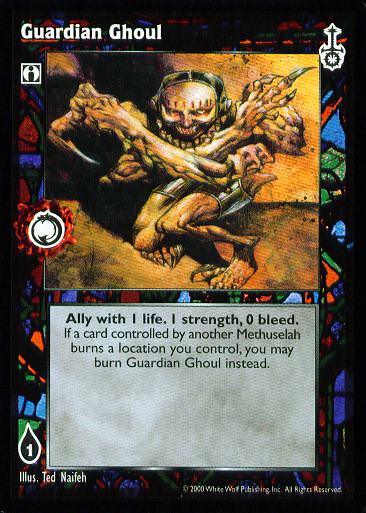 Guardian Ghoul
Ally with 1 life. 1 strength, 0 bleed.
If a card controlled by another Methuselah
burns a location you control, you may
burn Guardian Ghoul instead.
1
Illus. Ted Naifeh
© 2000 White Wolf Publishing, Inc. All Rights Reserved.